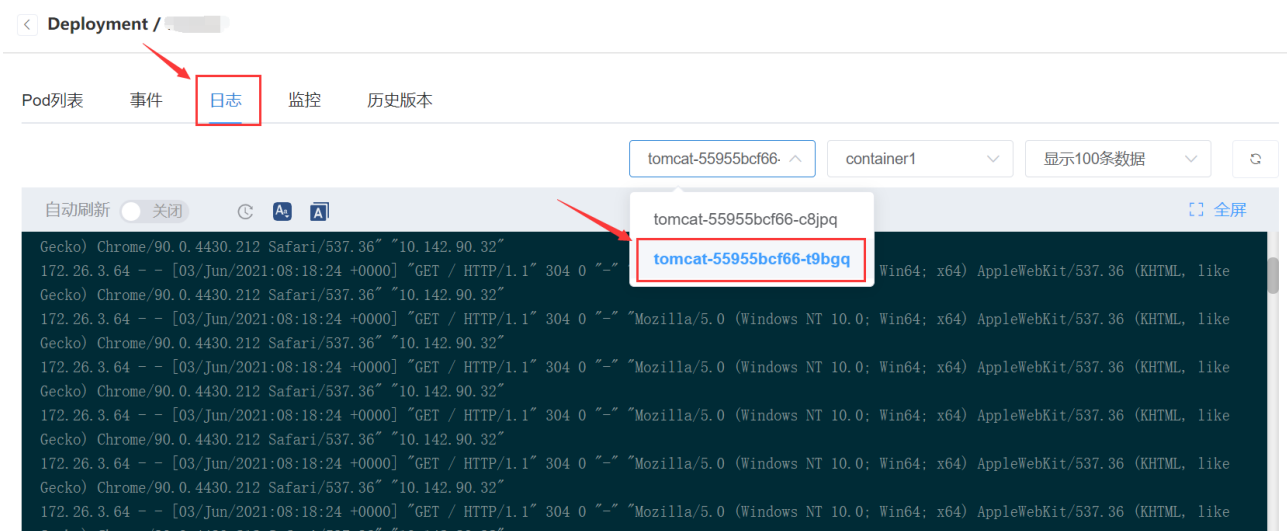 Deployment /
Pod列表 事件 日志 监控 历史版本
tomcat-55955bcf66- container1 显示100条数据
自动刷新 关闭 全屏
tomcat-55955bcf66-c8jpq
tomcat-55955bcf66-t9bgq
Gecko) Chrome/90.0.4430.212 Safari/537.36" "10.142.90.32"
172.26.3.64 - - [03/Jun/2021:08:18:24 +0000] "GET / HTTP/1.1" 304 0 "-" Win64; x64) AppleWebKit/537.36 (KHTML, like
Gecko) Chrome/90.0.4430.212 Safari/537.36" "10.142.90.32"
172.26.3.64 - - [03/Jun/2021:08:18:24 +0000] "GET / HTTP/1.1" 304 0 "-" "Mozilla/5.0 (Windows NT 10.0; Win64; x64) AppleWebKit/537.36 (KHTML, like
Gecko) Chrome/90.0.4430.212 Safari/537.36" "10.142.90.32"
172.26.3.64 - - [03/Jun/2021:08:18:24 +0000] "GET / HTTP/1.1" 304 0 "-" "Mozilla/5.0 (Windows NT 10.0; Win64; x64) AppleWebKit/537.36 (KHTML, like
Gecko) Chrome/90.0.4430.212 Safari/537.36" "10.142.90.32"
172.26.3.64 - - [03/Jun/2021:08:18:24 +0000] "GET / HTTP/1.1" 304 0 "-" "Mozilla/5.0 (Windows NT 10.0; Win64; x64) AppleWebKit/537.36 (KHTML, like
Gecko) Chrome/90.0.4430.212 Safari/537.36" "10.142.90.32"
172.26.3.64 - - [03/Jun/2021:08:18:24 +0000] "GET / HTTP/1.1" 304 0 "-" "Mozilla/5.0 (Windows NT 10.0; Win64; x64) AppleWebKit/537.36 (KHTML, like
Gecko) Chrome/90.0.4430.212 Safari/537.36" "10.142.90.32"
172.26.3.64 - - [03/Jun/2021:08:18:24 +0000] "GET / HTTP/1.1" 304 0 "-" "Mozilla/5.0 (Windows NT 10.0; Win64; x64) AppleWebKit/537.36 (KHTML, like